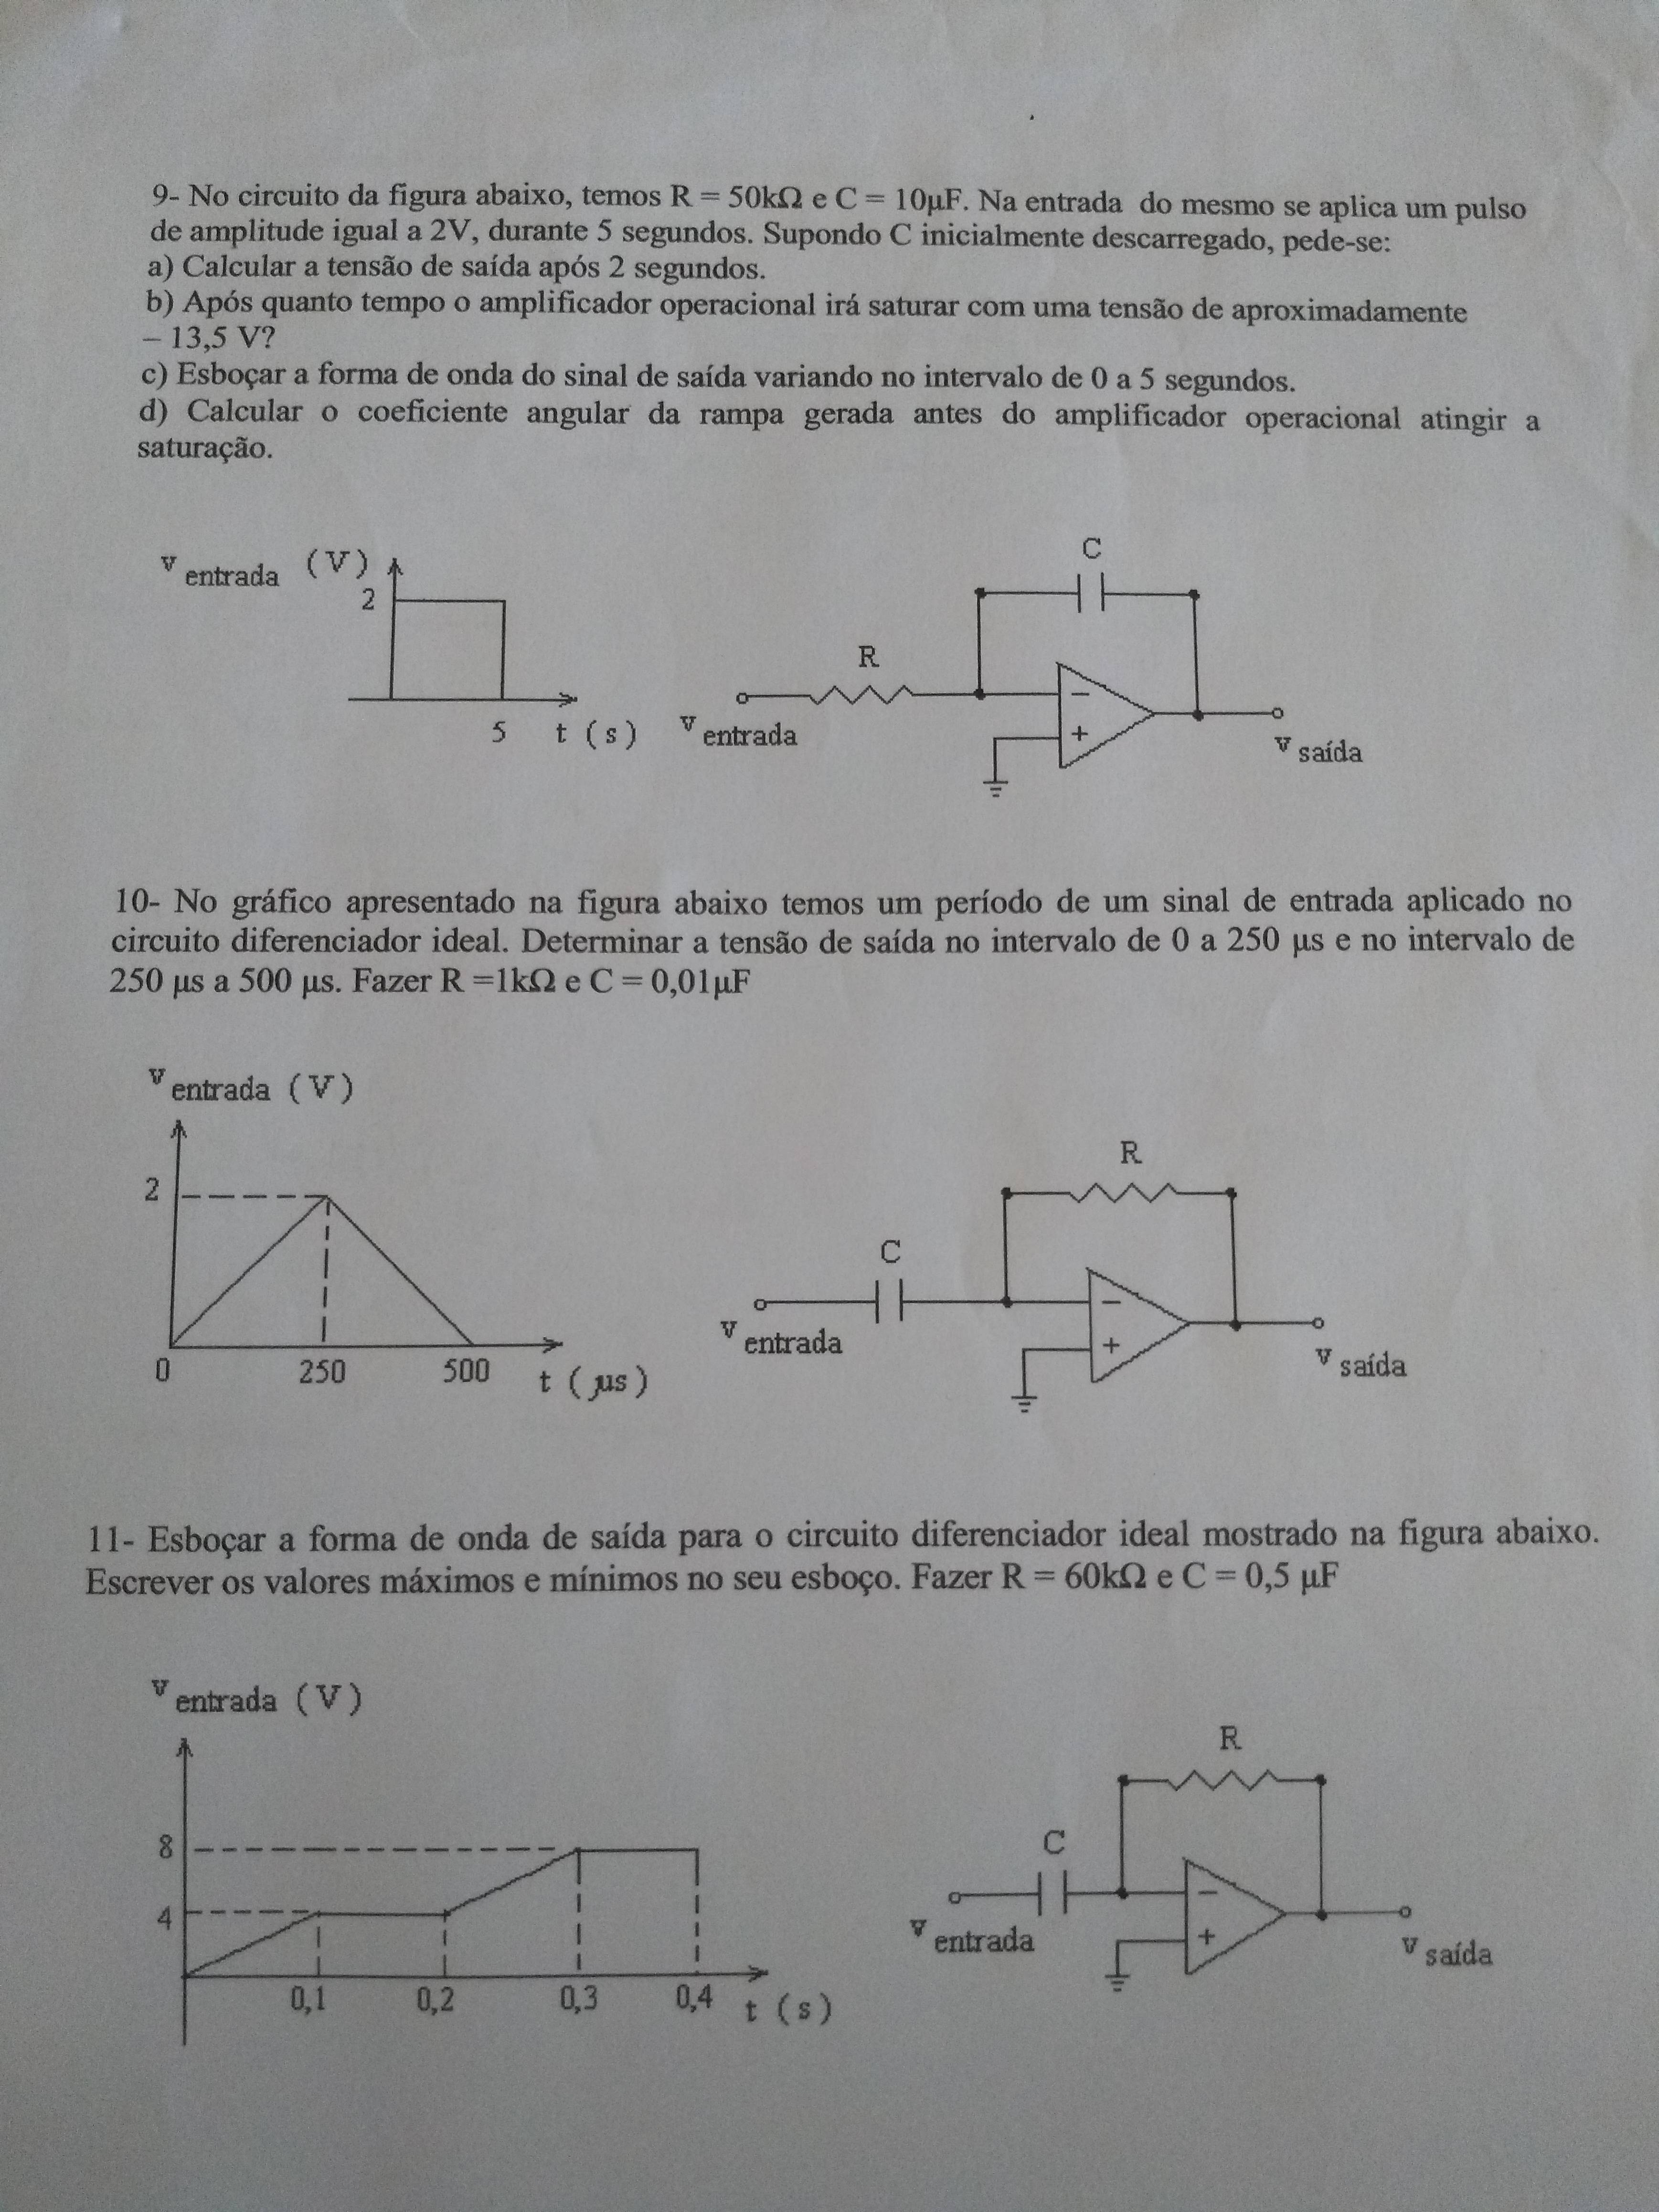 9- No circuito da figura abaixo, temos R = 50kΩ e C = 10µF. Na entrada do mesmo se aplica um pulso
de amplitude igual a 2V, durante 5 segundos. Supondo C inicialmente descarregado, pede-se:
a) Calcular a tensão de saída após 2 segundos.
b) Após quanto tempo o amplificador operacional irá saturar com uma tensão de aproximadamente
– 13,5 V?
c) Esboçar a forma de onda do sinal de saída variando no intervalo de 0 a 5 segundos.
d) Calcular o coeficiente angular da rampa gerada antes do amplificador operacional atingir a
saturação.
v entrada (V)
2
5 t (s)
C
R
v entrada
- 
+
v saída
10- No gráfico apresentado na figura abaixo temos um período de um sinal de entrada aplicado no
circuito diferenciador ideal. Determinar a tensão de saída no intervalo de 0 a 250 µs e no intervalo de
250 µs a 500 µs. Fazer R =1kΩ e C = 0,01µF
v entrada (V)
2
0 250 500 t (µs)
R
C
v entrada
-
+
v saída
11- Esboçar a forma de onda de saída para o circuito diferenciador ideal mostrado na figura abaixo.
Escrever os valores máximos e mínimos no seu esboço. Fazer R = 60kΩ e C = 0,5 µF
v entrada (V)
8
4
0,1 0,2 0,3 0,4 t (s)
R
C
v entrada
-
+
v saída